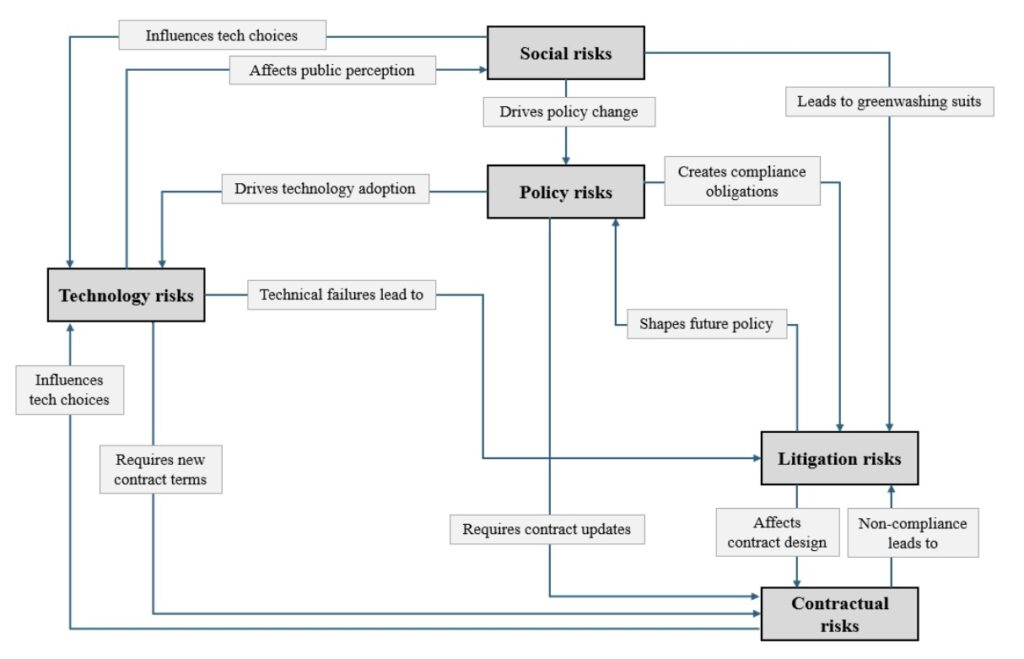 Influences tech choices
Social risks
Affects public perception
Leads to greenwashing suits
Drives policy change
Creates compliance
obligations
Drives technology adoption
Policy risks
Technology risks
Technical failures lead to
Shapes future policy
Influences
tech choices
Requires new
contract terms
Litigation risks
Requires contract updates
Affects
contract design
Non-compliance
leads to
Contractual
risks